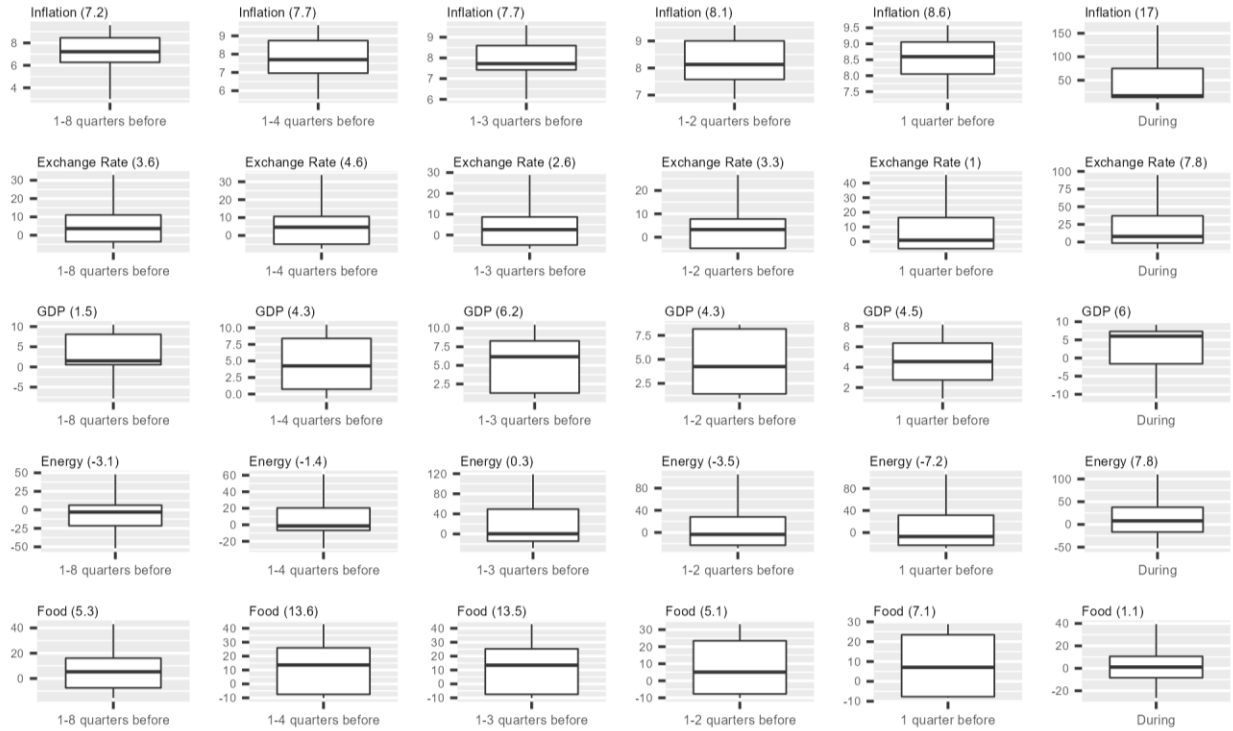 Inflation (7.2) Inflation (7.7) Inflation (7.7) Inflation (8.1) Inflation (8.6) Inflation (17)
8 9 9 9 9.5 150
6 8 8 8 9.0 100
4 7 7 7 8.5 50
6 6 8.0
7.5
1-8 quarters before 1-4 quarters before 1-3 quarters before 1-2 quarters before 1 quarter before During
Exchange Rate (3.6) Exchange Rate (4.6) Exchange Rate (2.6) Exchange Rate (3.3) Exchange Rate (1) Exchange Rate (7.8)
30 30 30 20 40 100
20 20 20 10 30 75
10 10 10 0 20 50
0 0 0 10 25
0 0
1-8 quarters before 1-4 quarters before 1-3 quarters before 1-2 quarters before 1 quarter before During
GDP (1.5) GDP (4.3) GDP (6.2) GDP (4.3) GDP (4.5) GDP (6)
10 10.0 10.0 7.5 8 10
5 7.5 7.5 5.0 6 5
0 5.0 5.0 2.5 4 0
-5 2.5 2.5 2 -5
0.0 -10
1-8 quarters before 1-4 quarters before 1-3 quarters before 1-2 quarters before 1 quarter before During
Energy (-3.1) Energy (-1.4) Energy (0.3) Energy (-3.5) Energy (-7.2) Energy (7.8)
50 60 120 80 80 100
25 40 80 40 40 50
0 20 40 0 0 0
-25 0 0 -50
-50 -20
1-8 quarters before 1-4 quarters before 1-3 quarters before 1-2 quarters before 1 quarter before During
Food (5.3) Food (13.6) Food (13.5) Food (5.1) Food (7.1) Food (1.1)
40 40 40 30 30 40
20 30 30 20 20 20
0 20 20 10 10 0
10 10 0 0 -20
0 0 -10 -10
-10 -10
1-8 quarters before 1-4 quarters before 1-3 quarters before 1-2 quarters before 1 quarter before During